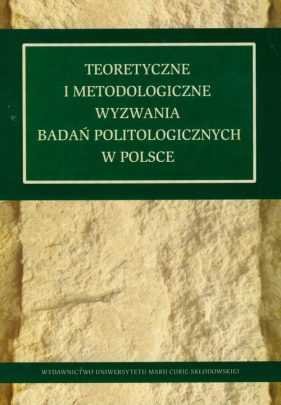 TEORETYCZNE
I METODOLOGICZNE
WYZWANIA
BADAŃ POLITOLOGICZNYCH
W POLSCE
WYDAWNICTWO UNIWERSYTETU MARII CURIE-SKŁODOWSKIEJ